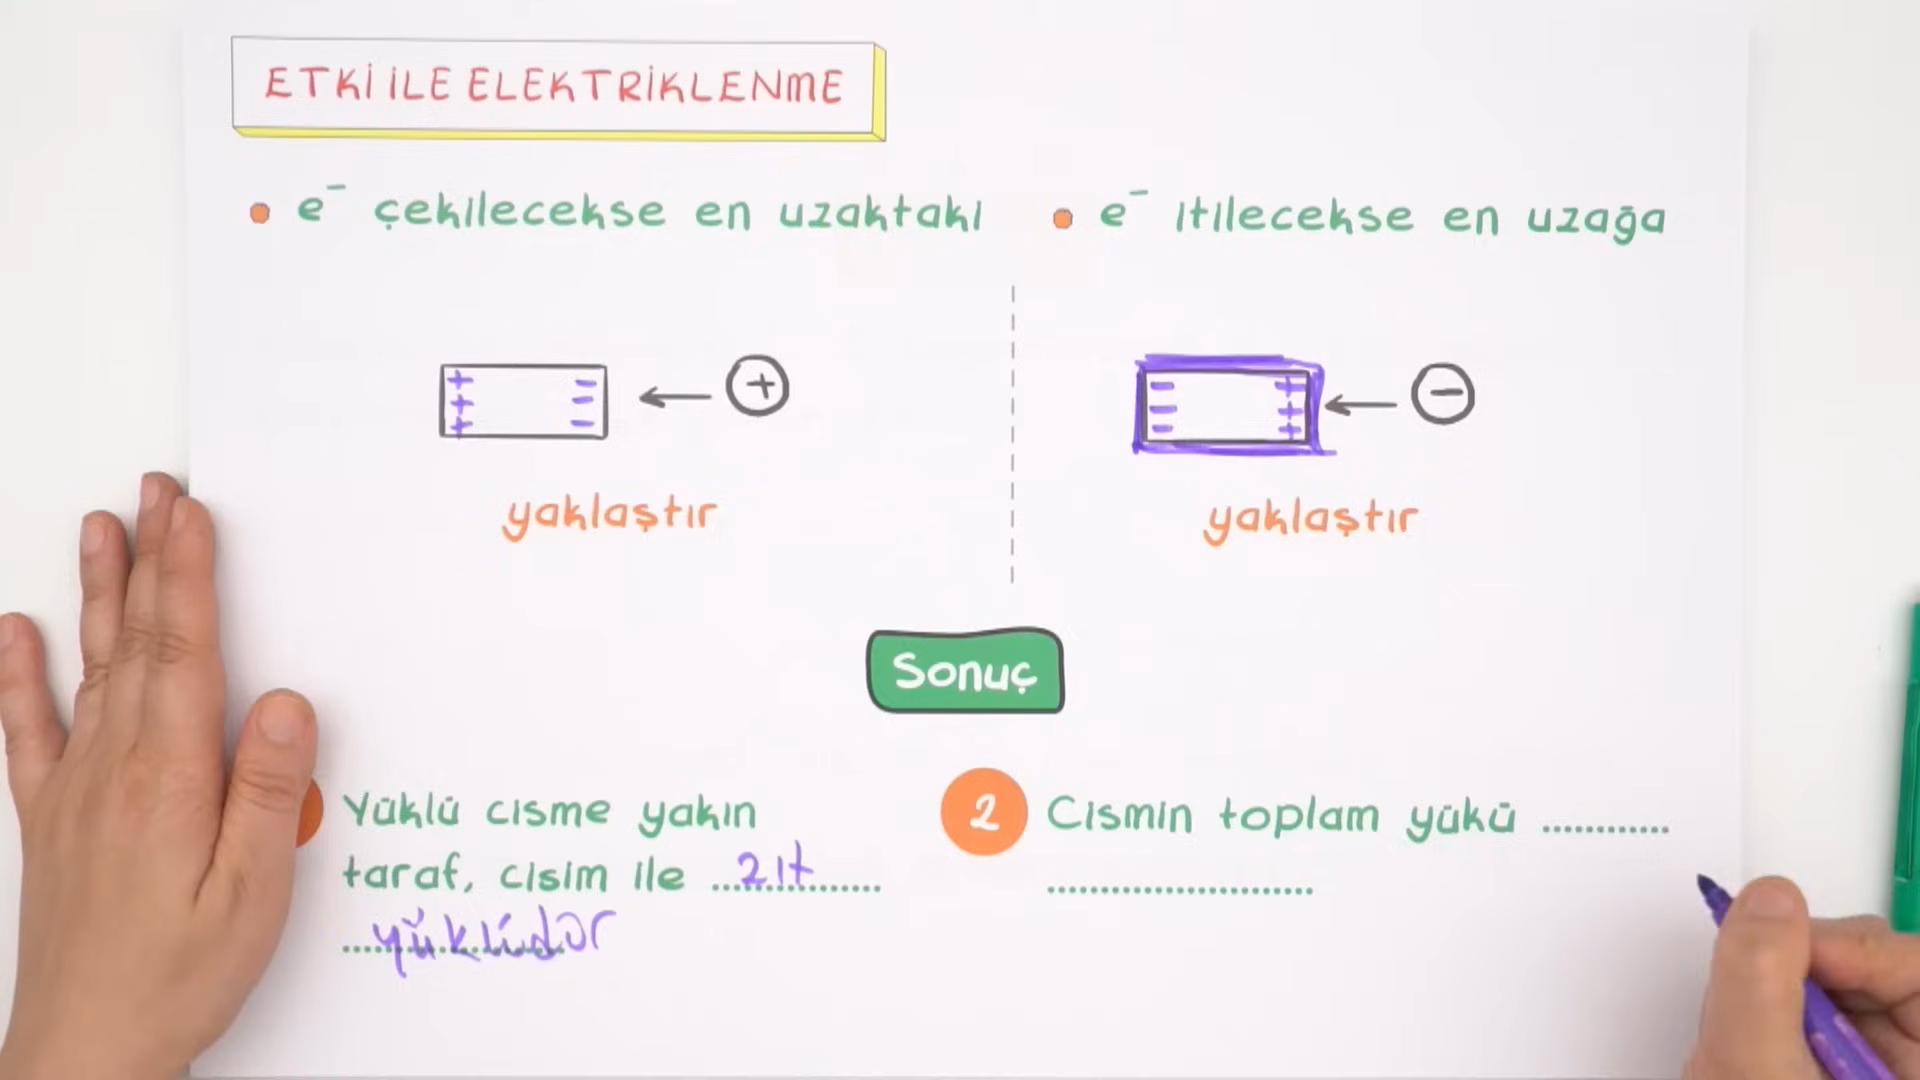 ETKİ İLE ELEKTRİKLENME
• e⁻ çekilecekse en uzaktaki
• e⁻ itilecekse en uzağa
+ −
+ −
+ −
← +
− +
− +
− +
← −
yaklaştır
yaklaştır
Sonuç
Yüklü cisme yakın
taraf, cisim ile ....zıt....
....yüklüdür
2 Cismin toplam yükü ............
........................